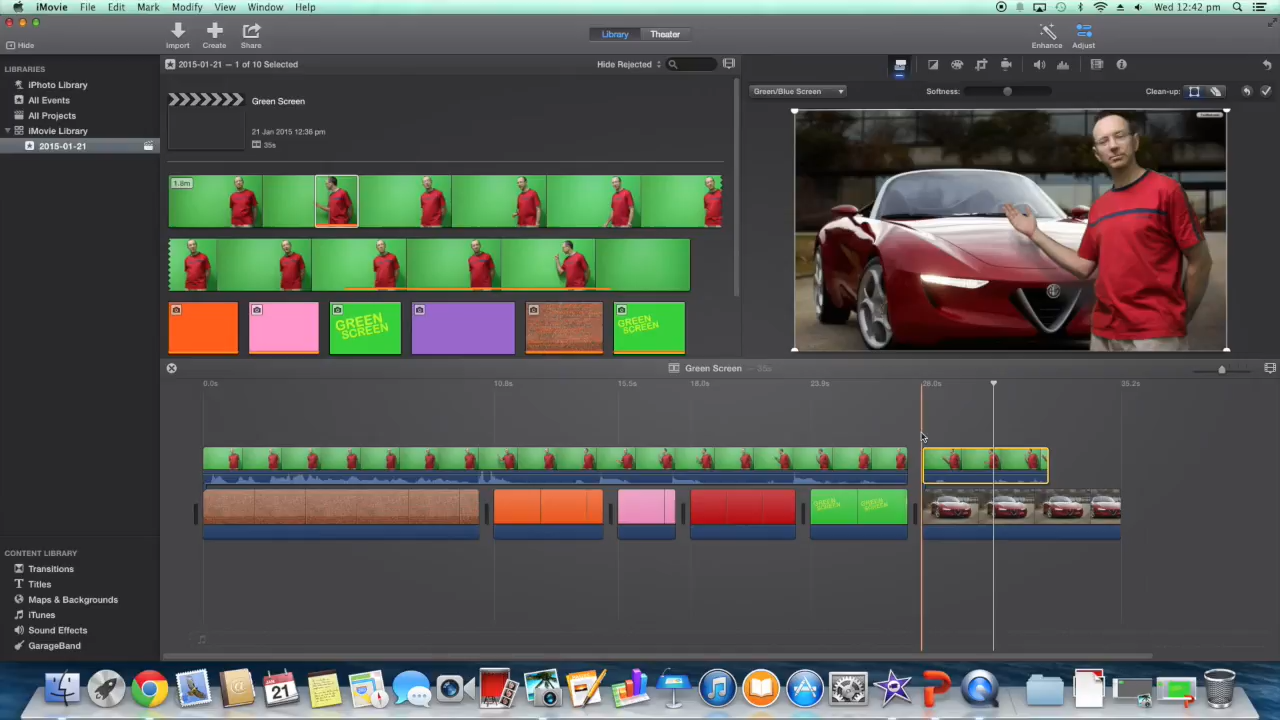 iMovie File Edit Mark Modify View Window Help Wed 12:42 pm
Hide Import Create Share Library Theater Enhance Adjust
LIBRARIES
iPhoto Library
All Events
All Projects
iMovie Library
2015-01-21
2015-01-21 — 1 of 10 Selected Hide Rejected
Green Screen
21 Jan 2015 12:36 pm
35s
1.8m
GREEN
SCREEN
GREEN
SCREEN
Green/Blue Screen Softness: Clean-up:
Green Screen — 35s
0.0s 10.8s 15.5s 18.0s 23.9s 28.0s 35.2s
GREEN
SCREEN
GREEN
SCREEN
CONTENT LIBRARY
Transitions
Titles
Maps & Backgrounds
iTunes
Sound Effects
GarageBand
JAN
21